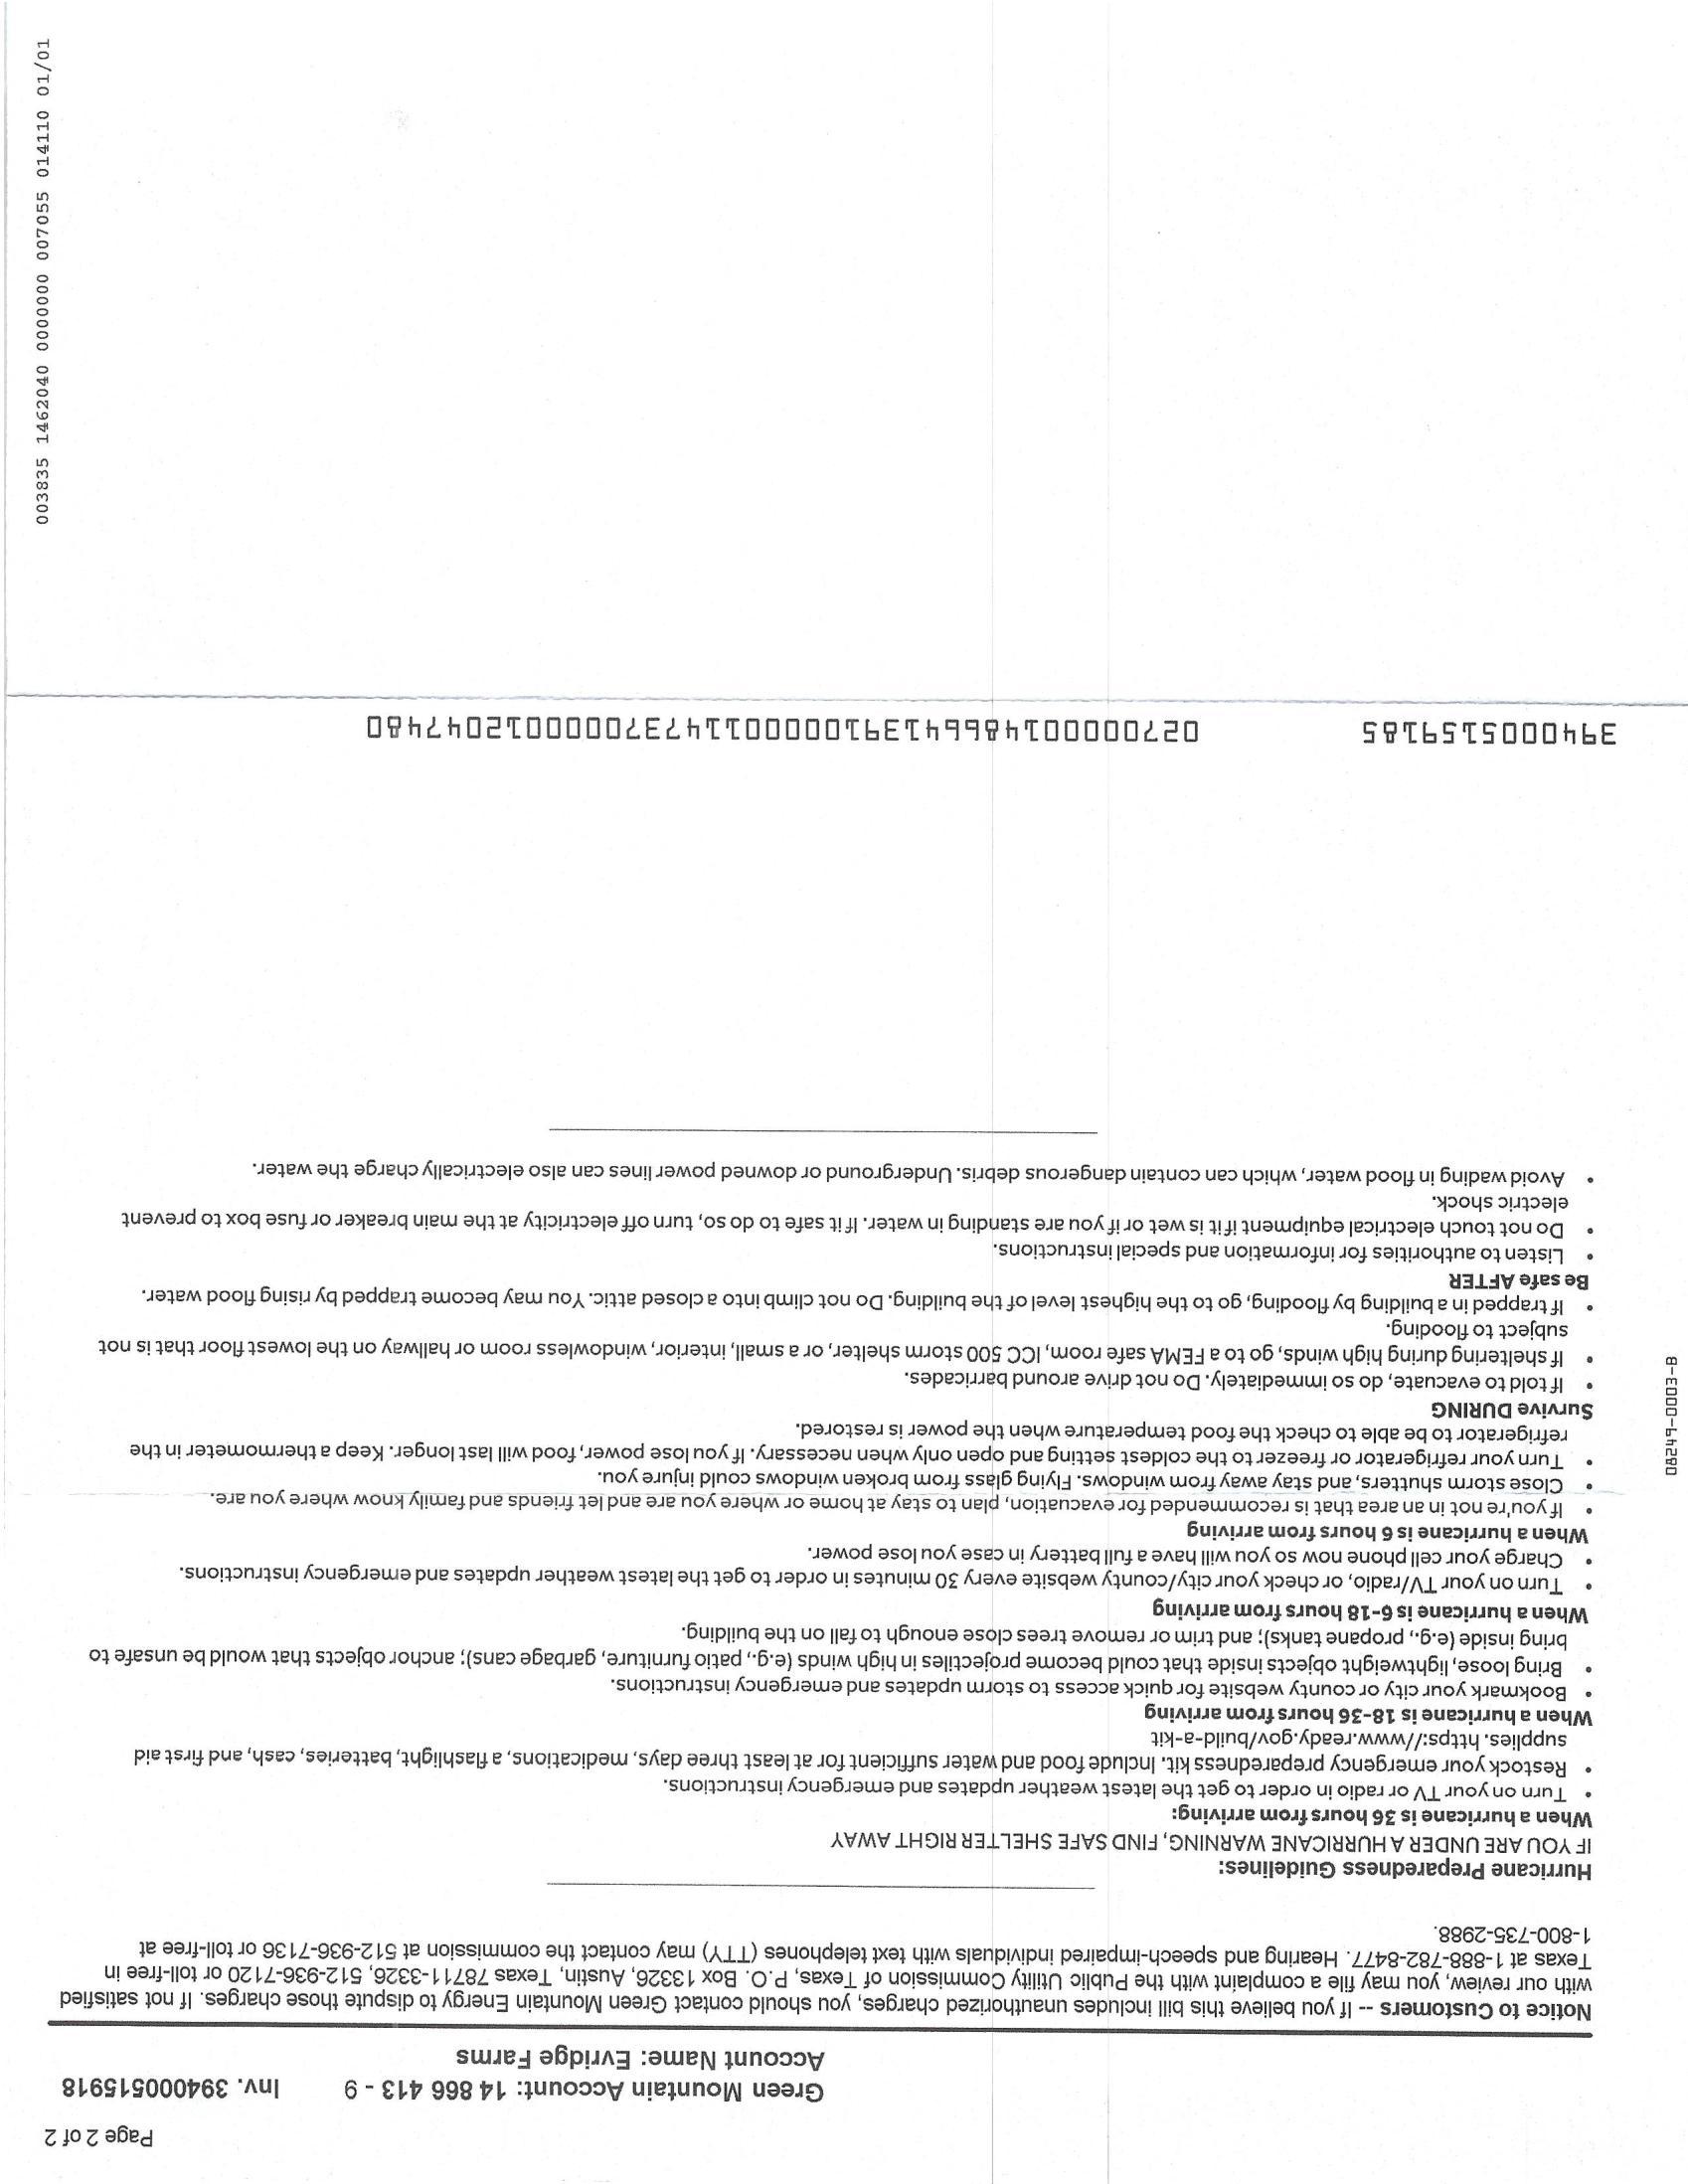 Page 2 of 2
Green Mountain Account: 14 866 413 - 9 Inv. 394000515918
Account Name: Evridge Farms
Notice to Customers -- If you believe this bill includes unauthorized charges, you should contact Green Mountain Energy to dispute those charges. If not satisfied
with our review, you may file a complaint with the Public Utility Commission of Texas, P.O. Box 13326, Austin, Texas 78711-3326, 512-936-7120 or toll-free in
Texas at 1-888-782-8477. Hearing and speech-impaired individuals with text telephones (TTY) may contact the commission at 512-936-7136 or toll-free at
1-800-735-2988.
Hurricane Preparedness Guidelines:
IF YOU ARE UNDER A HURRICANE WARNING, FIND SAFE SHELTER RIGHT AWAY
When a hurricane is 36 hours from arriving:
• Turn on your TV or radio in order to get the latest weather updates and emergency instructions.
• Restock your emergency preparedness kit. Include food and water sufficient for at least three days, medications, a flashlight, batteries, cash, and first aid
supplies. https://www.ready.gov/build-a-kit
When a hurricane is 18-36 hours from arriving
• Bookmark your city or county website for quick access to storm updates and emergency instructions.
• Bring loose, lightweight objects inside that could become projectiles in high winds (e.g., patio furniture, garbage cans); anchor objects that would be unsafe to
bring inside (e.g., propane tanks); and trim or remove trees close enough to fall on the building.
When a hurricane is 6-18 hours from arriving
• Turn on your TV/radio, or check your city/county website every 30 minutes in order to get the latest weather updates and emergency instructions.
• Charge your cell phone now so you will have a full battery in case you lose power.
When a hurricane is 6 hours from arriving
• If you're not in an area that is recommended for evacuation, plan to stay at home or where you are and let friends and family know where you are.
• Close storm shutters, and stay away from windows. Flying glass from broken windows could injure you.
• Turn your refrigerator or freezer to the coldest setting and open only when necessary. If you lose power, food will last longer. Keep a thermometer in the
refrigerator to be able to check the food temperature when the power is restored.
Survive DURING
• If told to evacuate, do so immediately. Do not drive around barricades.
• If sheltering during high winds, go to a FEMA safe room, ICC 500 storm shelter, or a small, interior, windowless room or hallway on the lowest floor that is not
subject to flooding.
• If trapped in a building by flooding, go to the highest level of the building. Do not climb into a closed attic. You may become trapped by rising flood water.
Be safe AFTER
• Listen to authorities for information and special instructions.
• Do not touch electrical equipment if it is wet or if you are standing in water. If it safe to do so, turn off electricity at the main breaker or fuse box to prevent
electric shock.
• Avoid wading in flood water, which can contain dangerous debris. Underground or downed power lines can also electrically charge the water.
3940005159185 0270000014866413910000011473700000120474 80
003835 1462040 0000000 007055 014110 01/01